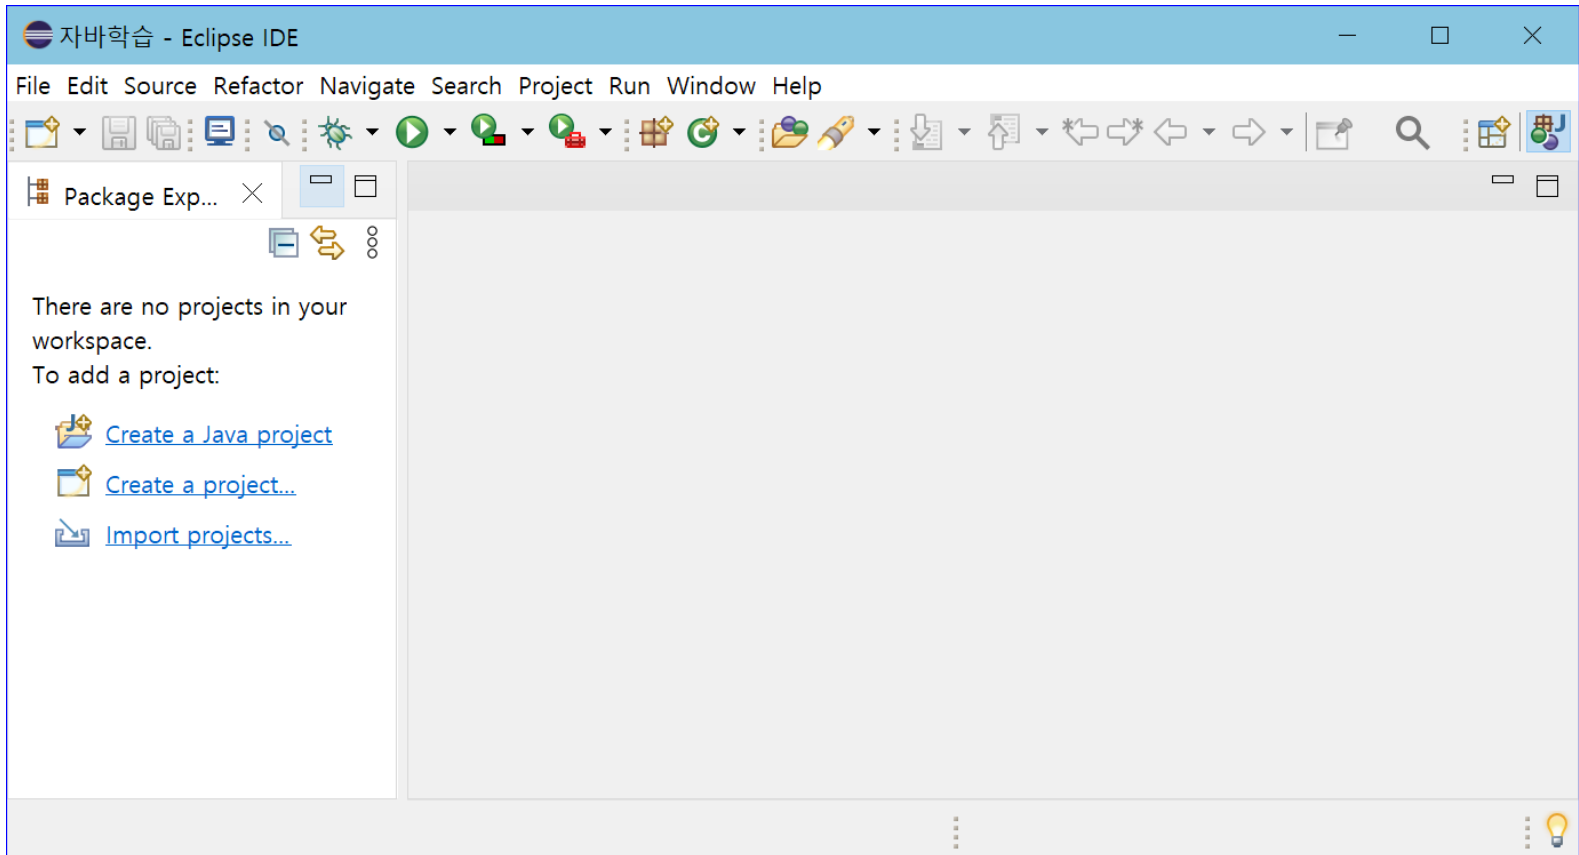 자바학습 - Eclipse IDE
File Edit Source Refactor Navigate Search Project Run Window Help
Package Exp...
There are no projects in your
workspace.
To add a project:
Create a Java project
Create a project...
Import projects...